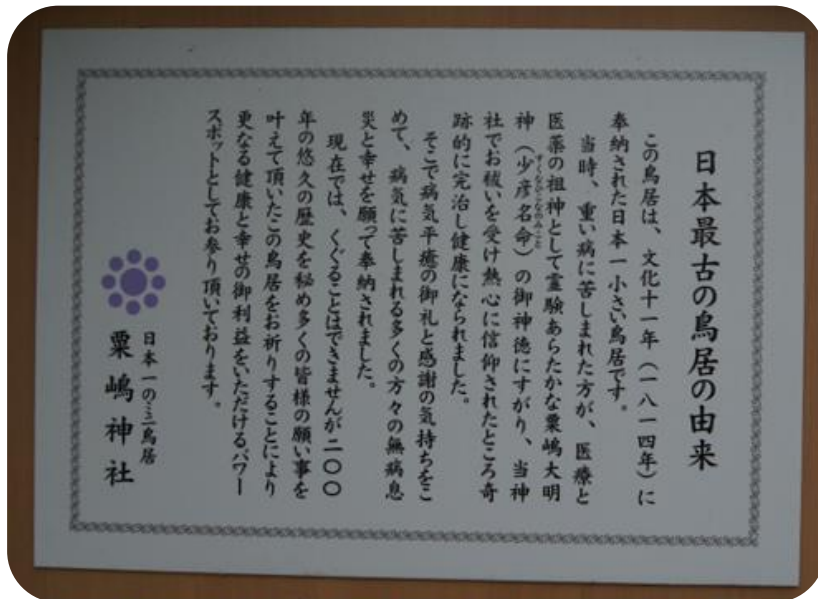 日本最古の鳥居の由来
この鳥居は、文化十一年(一八一四年)に
奉納された日本一小さい鳥居です。
当時、重い病に苦しまれた方が、医療と
医薬の祖神として霊験あらたかな粟嶋大明
神(少彦名命)の御神徳にすがり、当神
すくなひこなのみこと
社でお祓いを受け熱心に信仰されたところ奇
跡的に完治し健康になられました。
そこで病気平癒の御礼と感謝の気持ちをこ
めて、病気に苦しまれる多くの方々の無病息
災と幸せを願って奉納されました。
現在では、くぐることはできませんが二〇〇
年の悠久の歴史を秘め多くの皆様の願い事を
叶えて頂いたこの鳥居をお祈りすることにより
更なる健康と幸せの御利益をいただけるパワー
スポットとしてお参り頂いております。
日本一のミニ鳥居
粟嶋神社